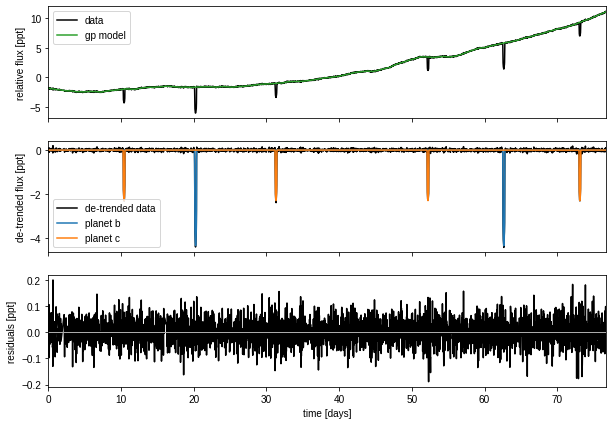 10
5
0
−5
relative flux [ppt]
data
gp model
0
−2
−4
de-trended flux [ppt]
de-trended data
planet b
planet c
0.2
0.1
0.0
−0.1
−0.2
residuals [ppt]
0 10 20 30 40 50 60 70
time [days]